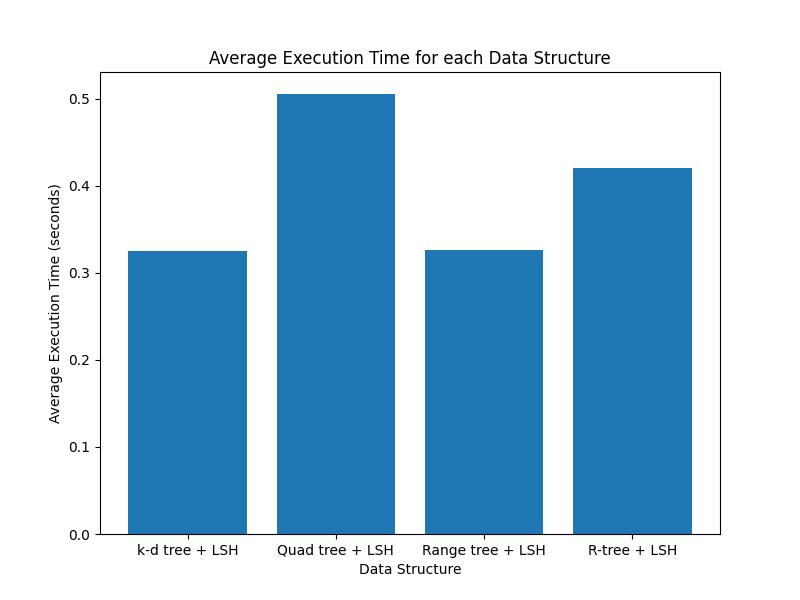 Average Execution Time for each Data Structure
Average Execution Time (seconds)
0.5
0.4
0.3
0.2
0.1
0.0
k-d tree + LSH
Quad tree + LSH
Range tree + LSH
R-tree + LSH
Data Structure